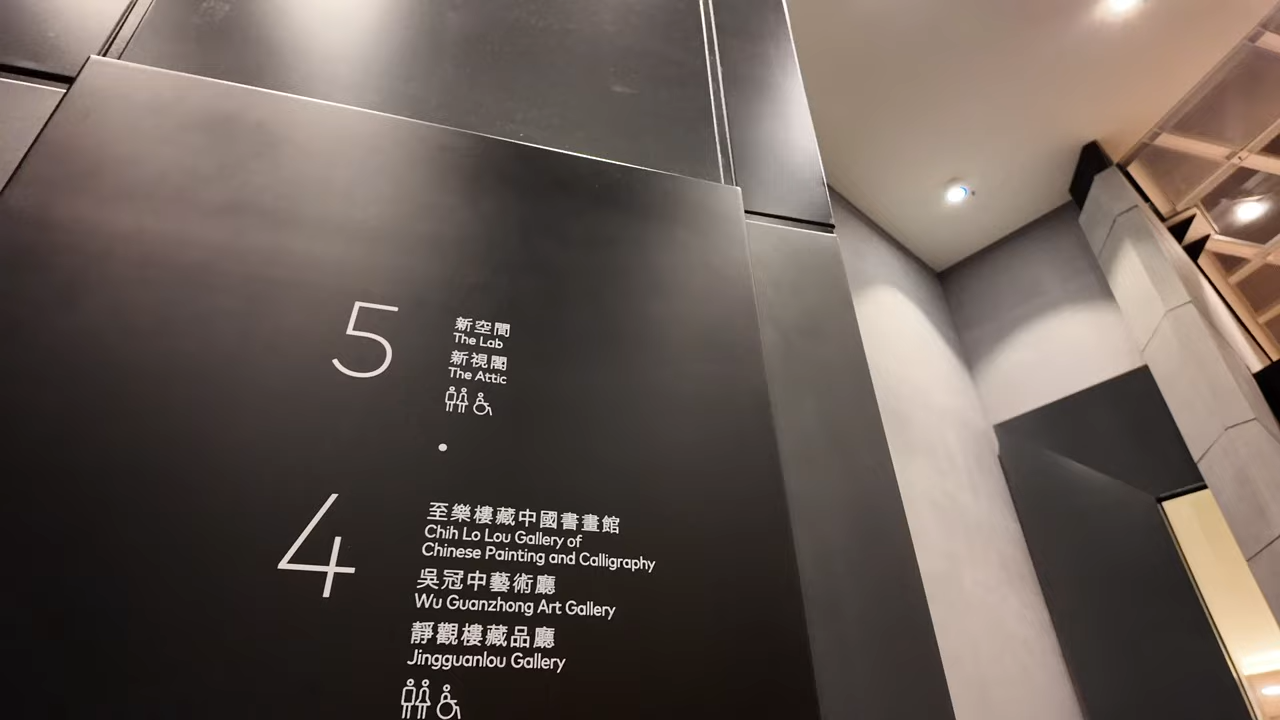 5
新空間
The Lab
新視閣
The Attic
4
至樂樓藏中國書畫館
Chih Lo Lou Gallery of
Chinese Painting and Calligraphy
吳冠中藝術廳
Wu Guanzhong Art Gallery
靜觀樓藏品廳
Jingguanlou Gallery